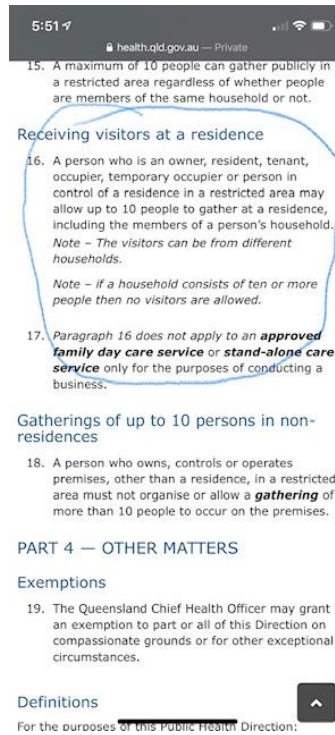 5:51
health.qld.gov.au — Private
15. A maximum of 10 people can gather publicly in
a restricted area regardless of whether people
are members of the same household or not.
Receiving visitors at a residence
16. A person who is an owner, resident, tenant,
occupier, temporary occupier or person in
control of a residence in a restricted area may
allow up to 10 people to gather at a residence,
including the members of a person's household.
Note – The visitors can be from different
households.
Note – if a household consists of ten or more
people then no visitors are allowed.
17. Paragraph 16 does not apply to an approved
family day care service or stand-alone care
service only for the purposes of conducting a
business.
Gatherings of up to 10 persons in non-
residences
18. A person who owns, controls or operates
premises, other than a residence, in a restricted
area must not organise or allow a gathering of
more than 10 people to occur on the premises.
PART 4 — OTHER MATTERS
Exemptions
19. The Queensland Chief Health Officer may grant
an exemption to part or all of this Direction on
compassionate grounds or for other exceptional
circumstances.
Definitions
For the purposes of this Public Health Direction: